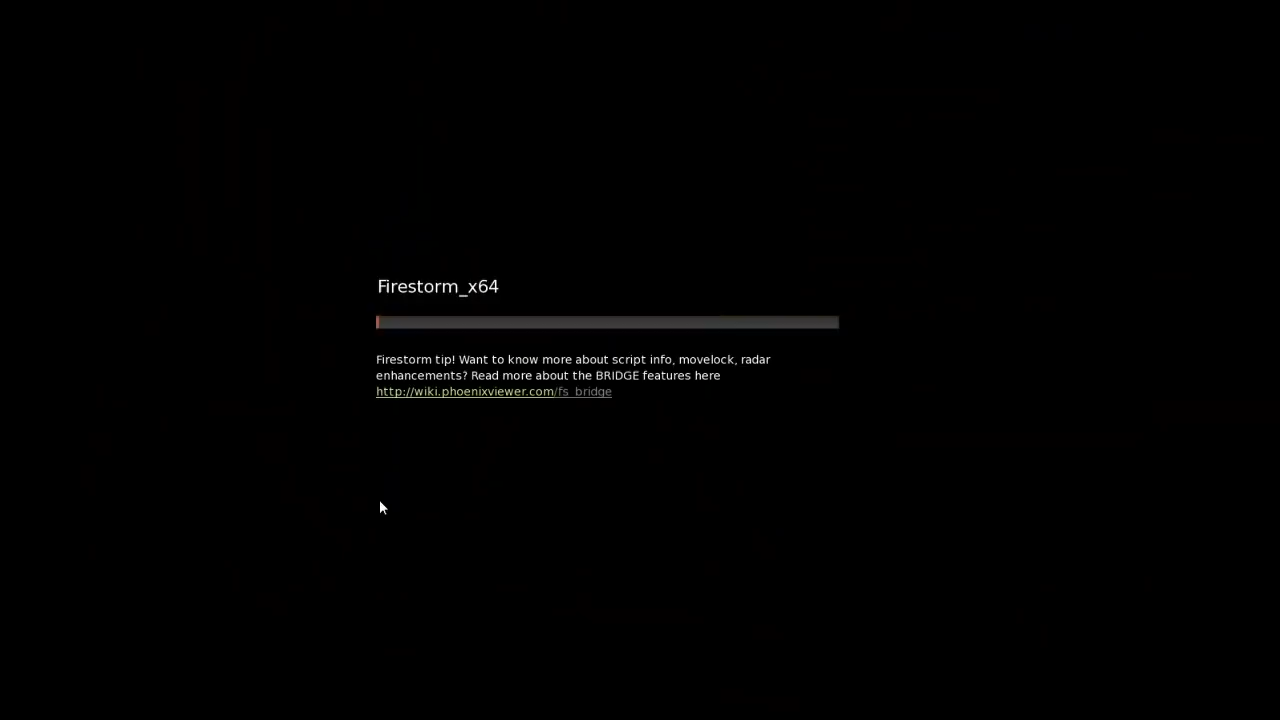 Firestorm_x64
Firestorm tip! Want to know more about script info, movelock, radar
enhancements? Read more about the BRIDGE features here
http://wiki.phoenixviewer.com/fs_bridge